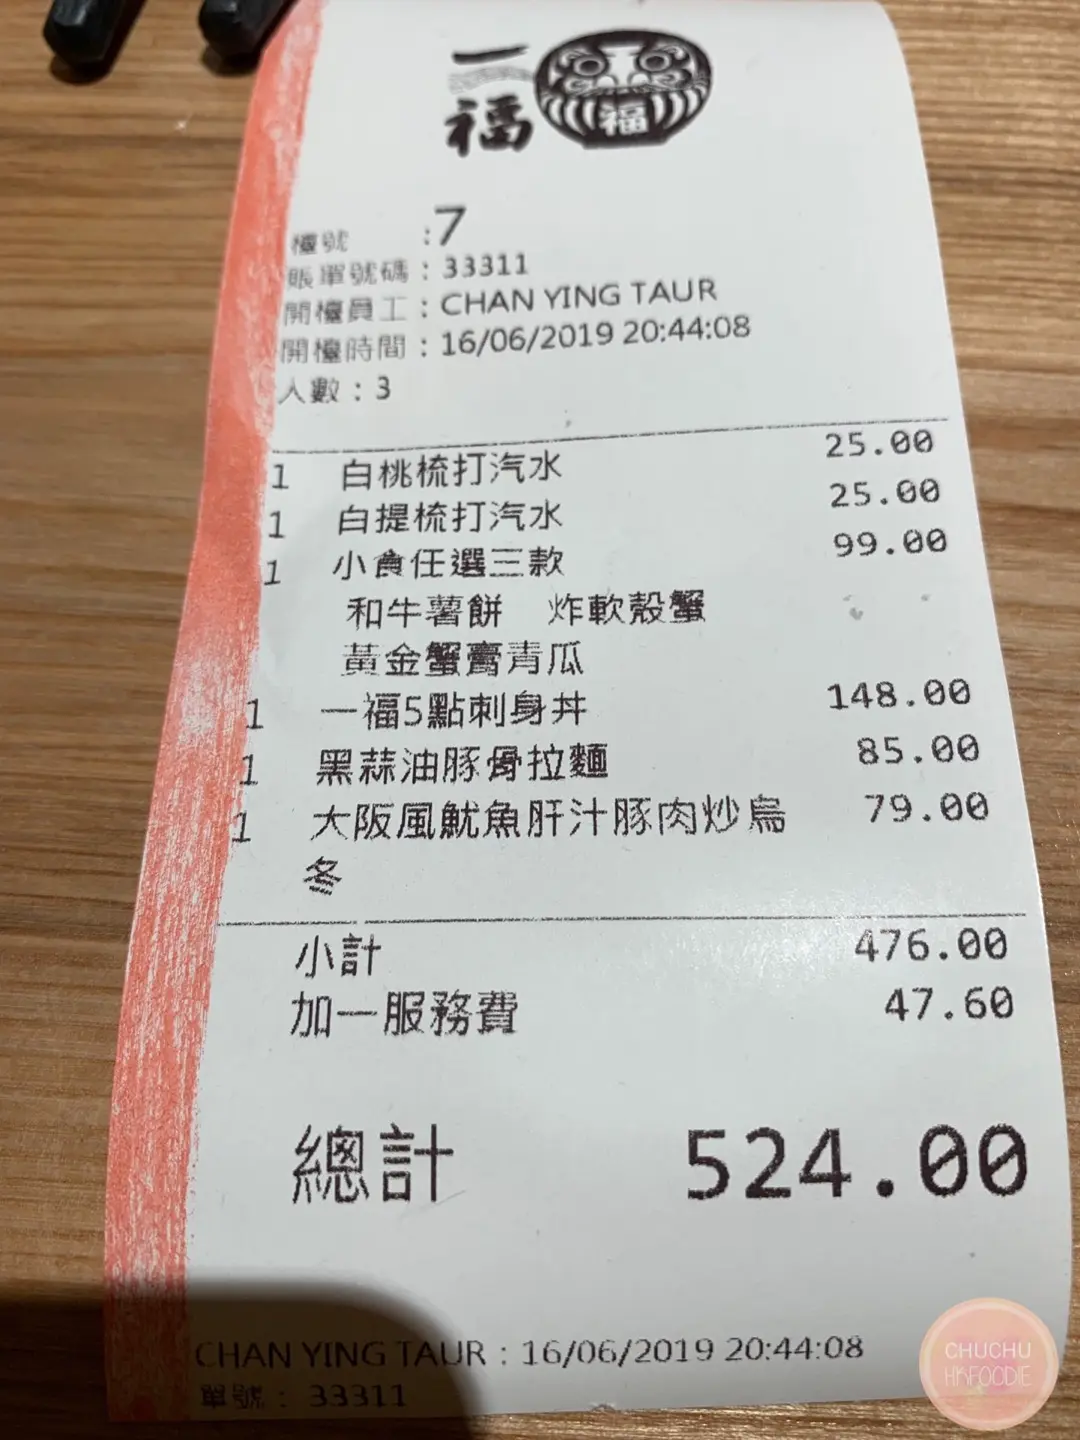 一福
福
檯號 :7
賬單號碼：33311
開檯員工：CHAN YING TAUR
開檯時間：16/06/2019 20:44:08
人數：3
1 白桃梳打汽水 25.00
1 白提梳打汽水 25.00
1 小食任選三款 99.00
和牛薯餅 炸軟殼蟹
黃金蟹膏青瓜
1 一福5點刺身丼 148.00
1 黑蒜油豚骨拉麵 85.00
1 大阪風魷魚肝汁豚肉炒烏 79.00
冬
小計 476.00
加一服務費 47.60
總計 524.00
CHAN YING TAUR：16/06/2019 20:44:08
單號：33311
CHUCHU
HKFOODIE